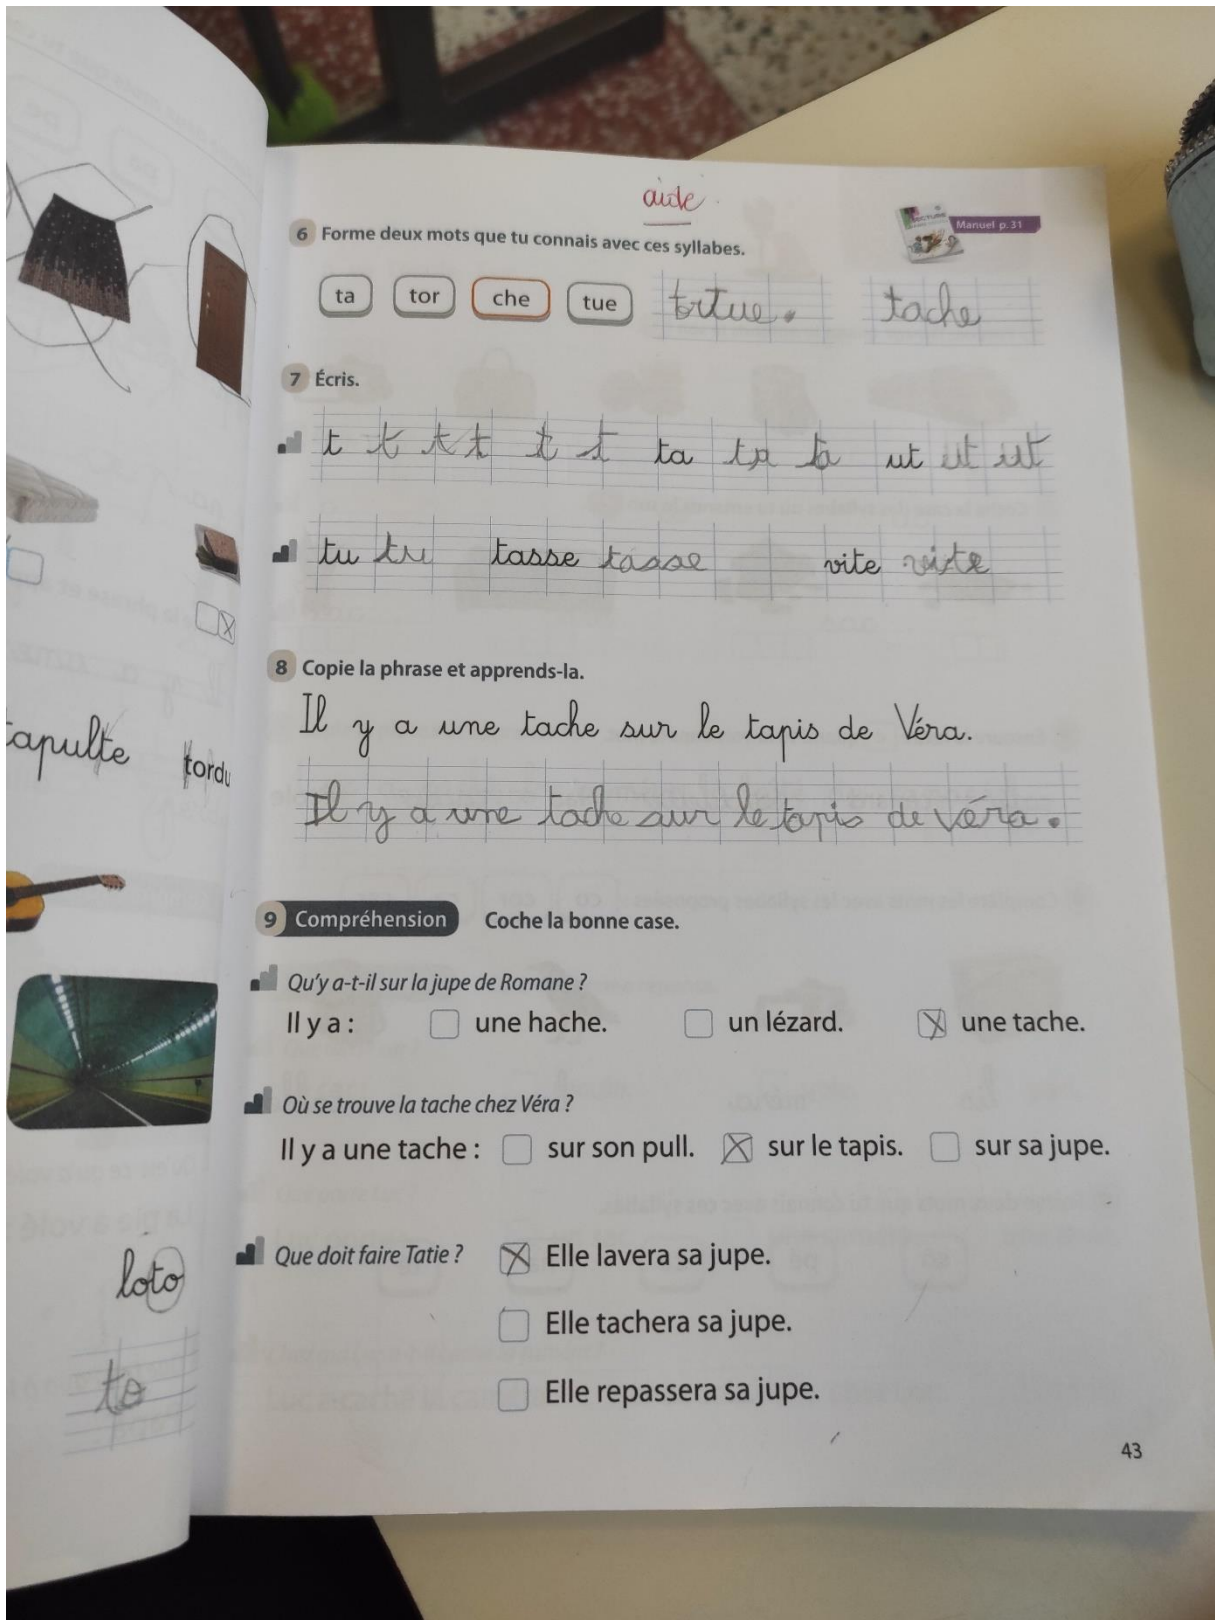 aide
Manuel p. 31
6 Forme deux mots que tu connais avec ces syllabes.
ta tor che tue tortue. tache
7 Écris.
t t t t t t ta ta ta ut ut ut
tu tu tasse tasse vite vite
8 Copie la phrase et apprends-la.
Il y a une tache sur le tapis de Véra.
Il y a une tache sur le tapis de Véra.
9 Compréhension Coche la bonne case.
Qu'y a-t-il sur la jupe de Romane ?
Il y a : une hache. un lézard. une tache.
Où se trouve la tache chez Véra ?
Il y a une tache : sur son pull. sur le tapis. sur sa jupe.
Que doit faire Tatie ? Elle lavera sa jupe.
Elle tachera sa jupe.
Elle repassera sa jupe.
43
tapulte tordu
loto
to